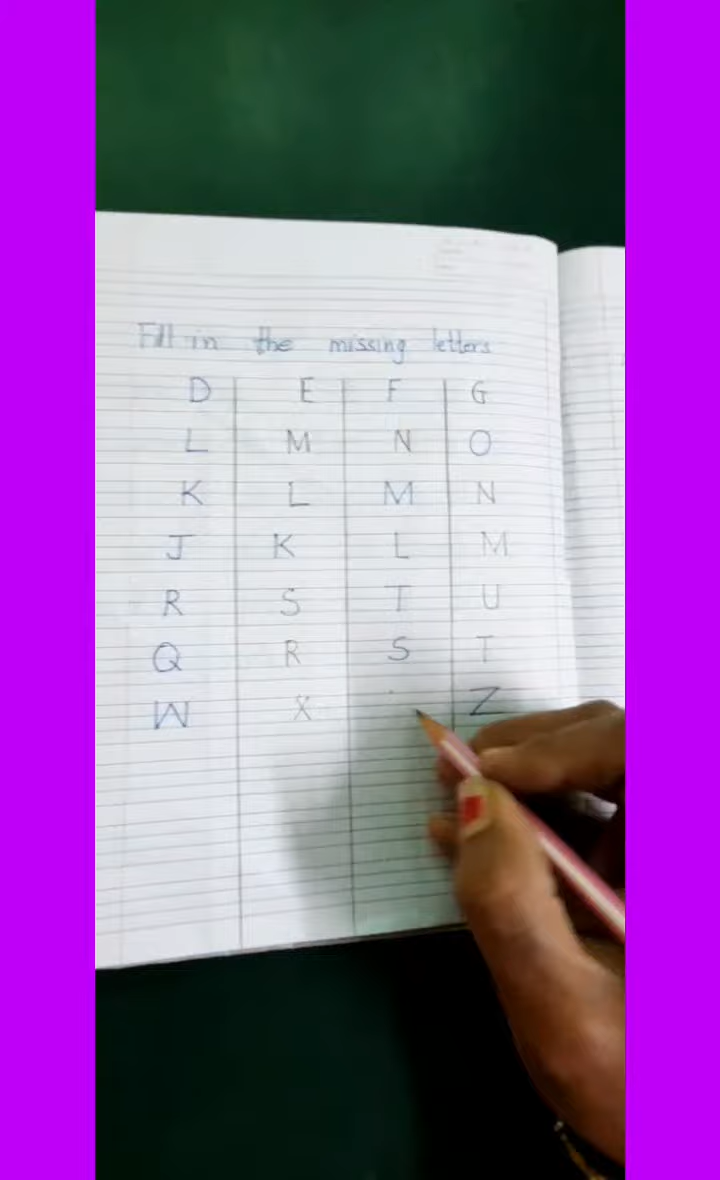 Fill in the missing letters
D E F G
L M N O
K L M N
J K L M
R S T U
Q R S T
W X Z